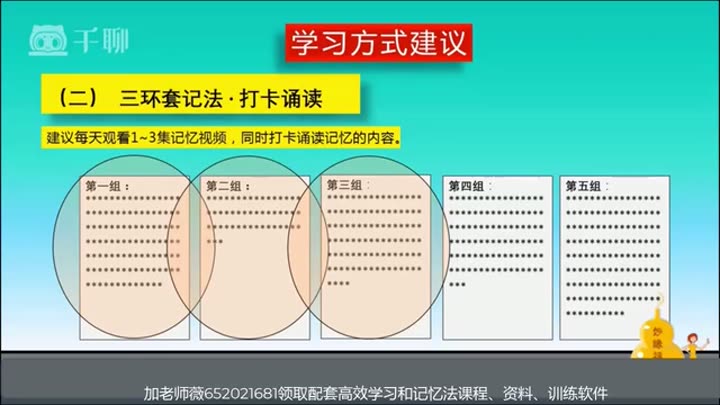 千聊
学习方式建议
（二） 三环套记法·打卡诵读
建议每天观看1~3集记忆视频，同时打卡诵读记忆的内容。
第一组： 第二组： 第三组： 第四组： 第五组：
加老师薇652021681领取配套高效学习和记忆法课程、资料、训练软件